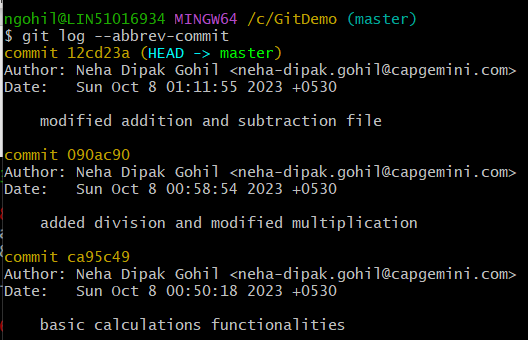 ngohil@LIN51016934 MINGW64 /c/GitDemo (master)
$ git log --abbrev-commit
commit 12cd23a (HEAD -> master)
Author: Neha Dipak Gohil <neha-dipak.gohil@capgemini.com>
Date:   Sun Oct 8 01:11:55 2023 +0530

    modified addition and subtraction file

commit 090ac90
Author: Neha Dipak Gohil <neha-dipak.gohil@capgemini.com>
Date:   Sun Oct 8 00:58:54 2023 +0530

    added division and modified multiplication

commit ca95c49
Author: Neha Dipak Gohil <neha-dipak.gohil@capgemini.com>
Date:   Sun Oct 8 00:50:18 2023 +0530

    basic calculations functionalities